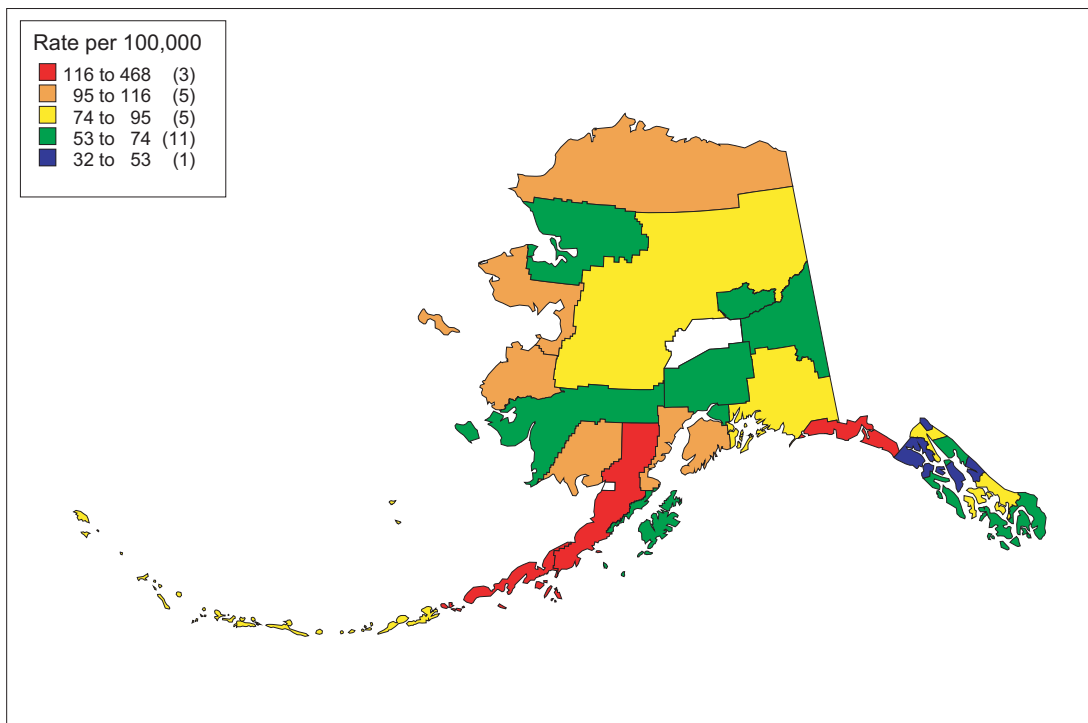 Rate per 100,000
116 to 468 (3)
95 to 116 (5)
74 to 95 (5)
53 to 74 (11)
32 to 53 (1)